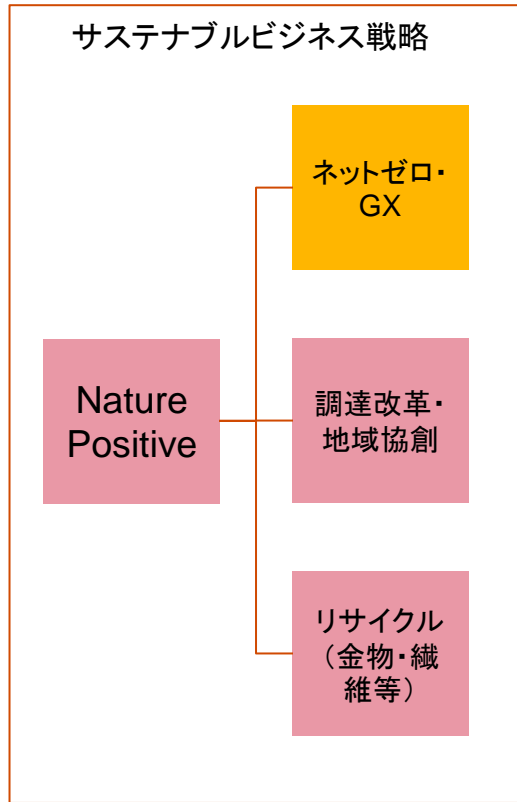 サステナブルビジネス戦略
ネットゼロ・
GX
Nature
Positive
調達改革・
地域協創
リサイクル
（金物・繊
維等）